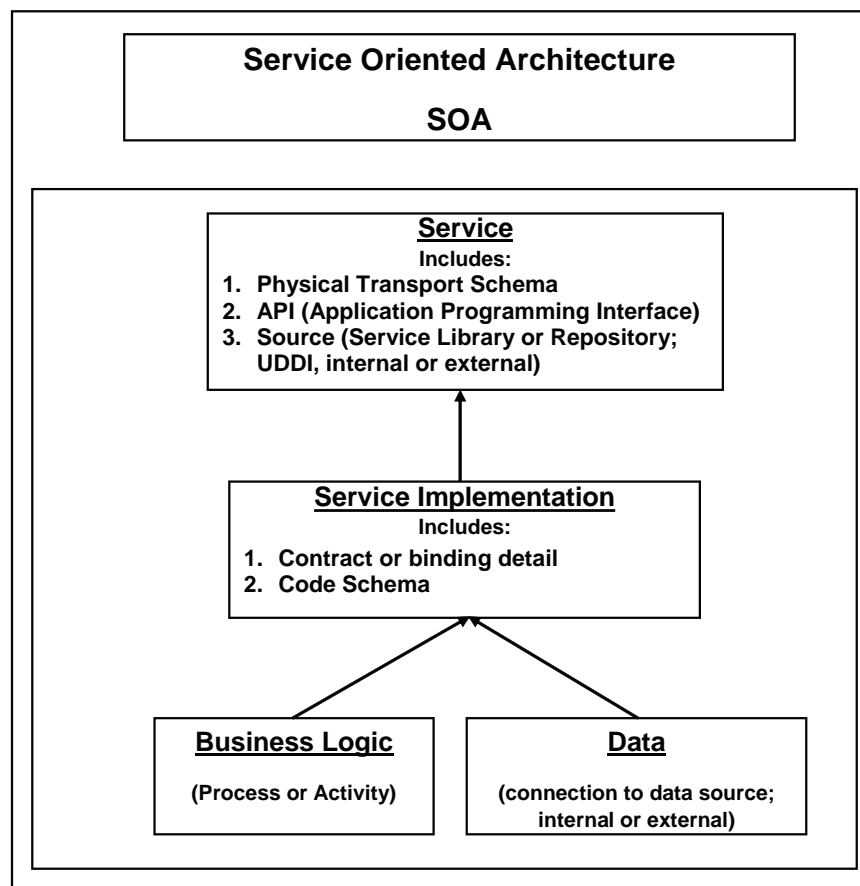 Service Oriented Architecture
SOA
Service
Includes:
1. Physical Transport Schema
2. API (Application Programming Interface)
3. Source (Service Library or Repository;
UDDI, internal or external)
Service Implementation
Includes:
1. Contract or binding detail
2. Code Schema
Business Logic
(Process or Activity)
Data
(connection to data source;
internal or external)